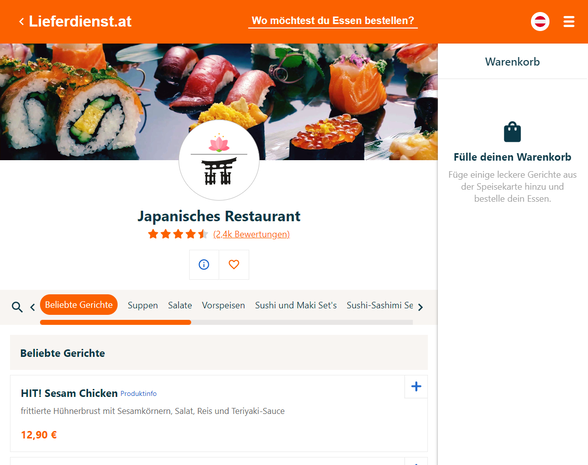 Lieferdienst.at
Wo möchtest du Essen bestellen?
Warenkorb
Fülle deinen Warenkorb
Füge einige leckere Gerichte aus
der Speisekarte hinzu und
bestelle dein Essen.
Japanisches Restaurant
(2,4k Bewertungen)
Beliebte Gerichte Suppen Salate Vorspeisen Sushi und Maki Set's Sushi-Sashimi Se
Beliebte Gerichte
HIT! Sesam Chicken Produktinfo
frittierte Hühnerbrust mit Sesamkörnern, Salat, Reis und Teriyaki-Sauce
12,90 €